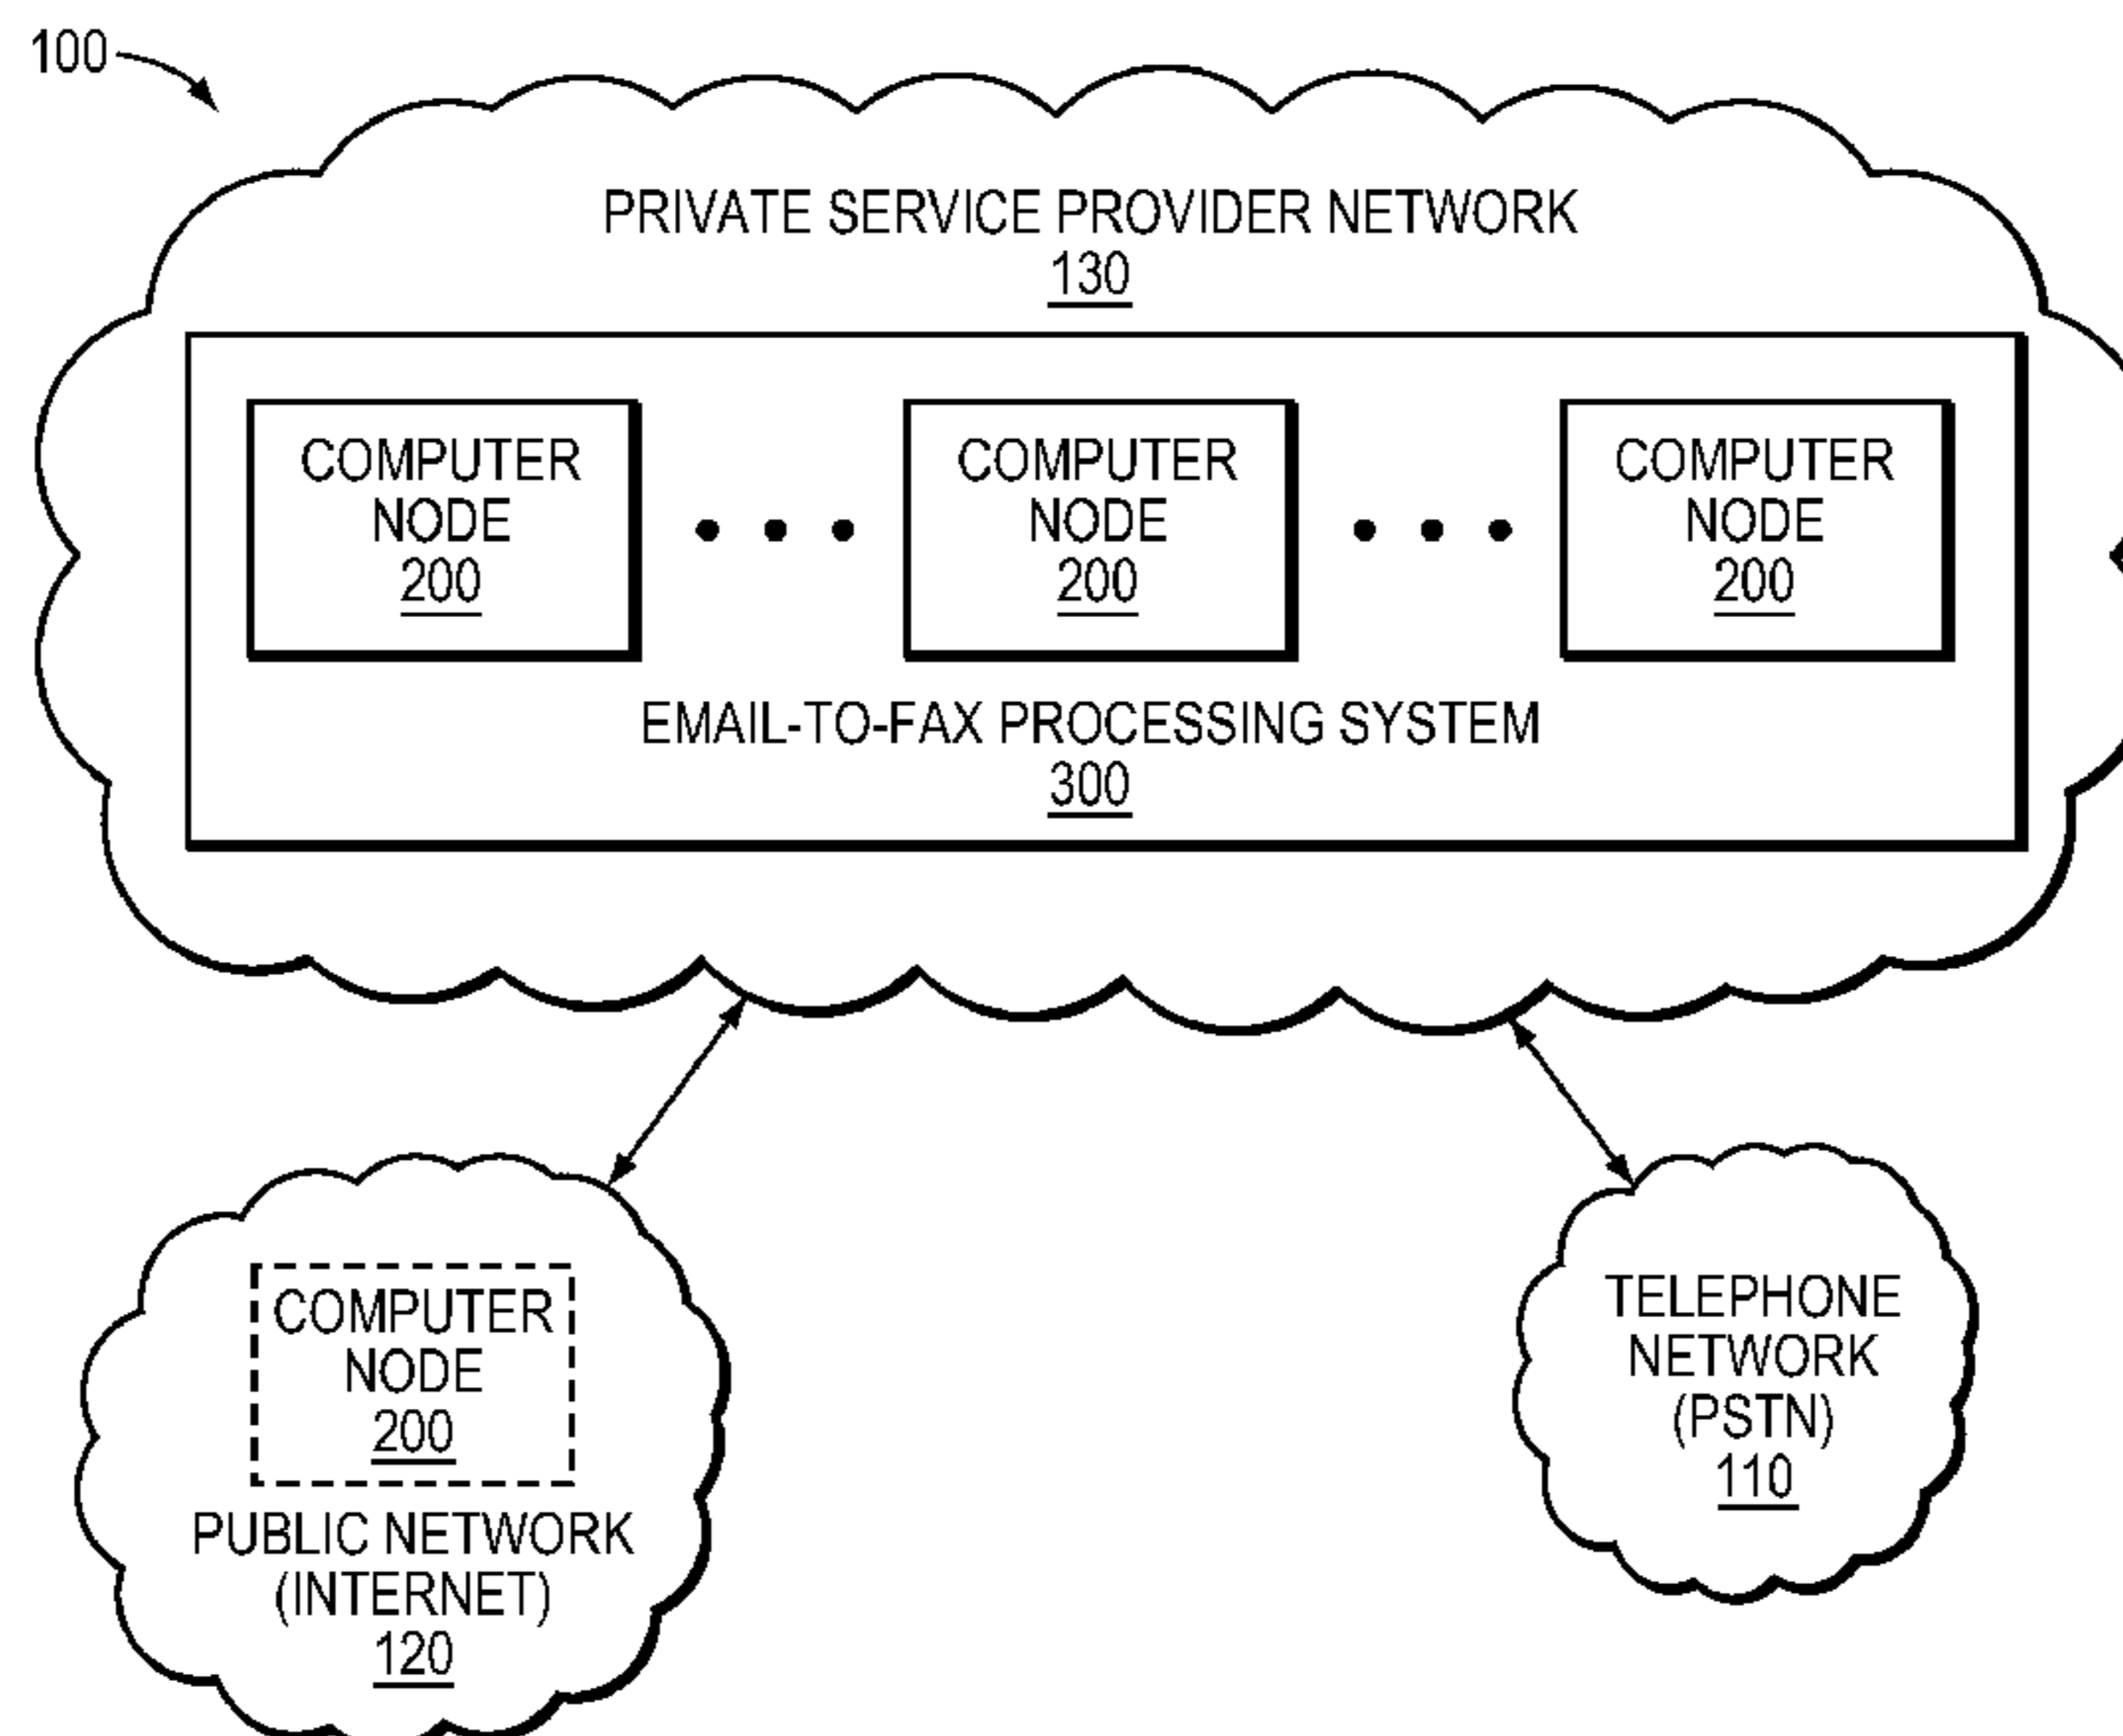 100
PRIVATE SERVICE PROVIDER NETWORK
130
COMPUTER
NODE
200
COMPUTER
NODE
200
COMPUTER
NODE
200
EMAIL-TO-FAX PROCESSING SYSTEM
300
COMPUTER
NODE
200
PUBLIC NETWORK
(INTERNET)
120
TELEPHONE
NETWORK
(PSTN)
110